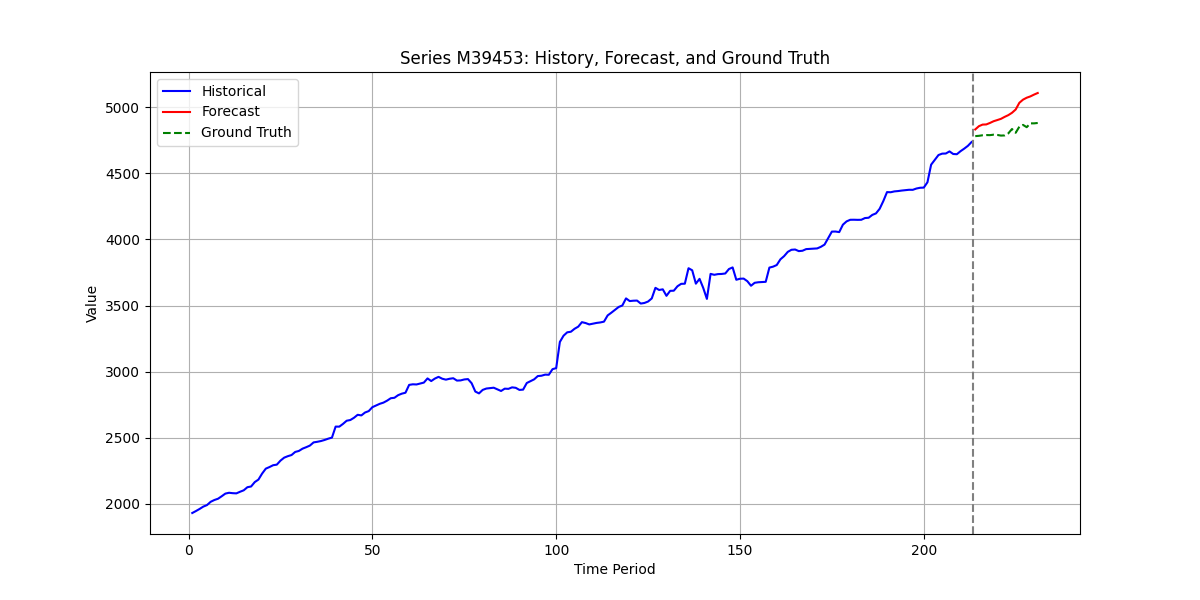 Series M39453: History, Forecast, and Ground Truth
Historical
Forecast
Ground Truth
5000
4500
4000
3500
3000
2500
2000
Value
0 50 100 150 200
Time Period